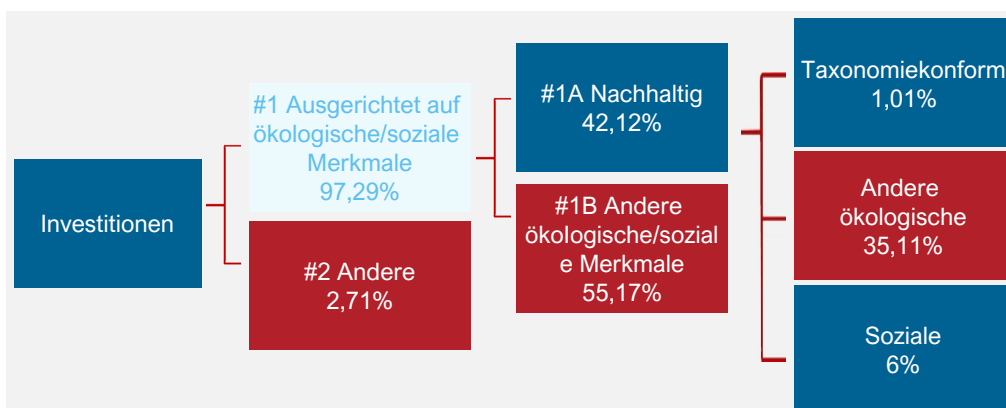 Investitionen
#1 Ausgerichtet auf
ökologische/soziale
Merkmale
97,29%
#2 Andere
2,71%
#1A Nachhaltig
42,12%
#1B Andere
ökologische/sozial
e Merkmale
55,17%
Taxonomiekonform
1,01%
Andere
ökologische
35,11%
Soziale
6%